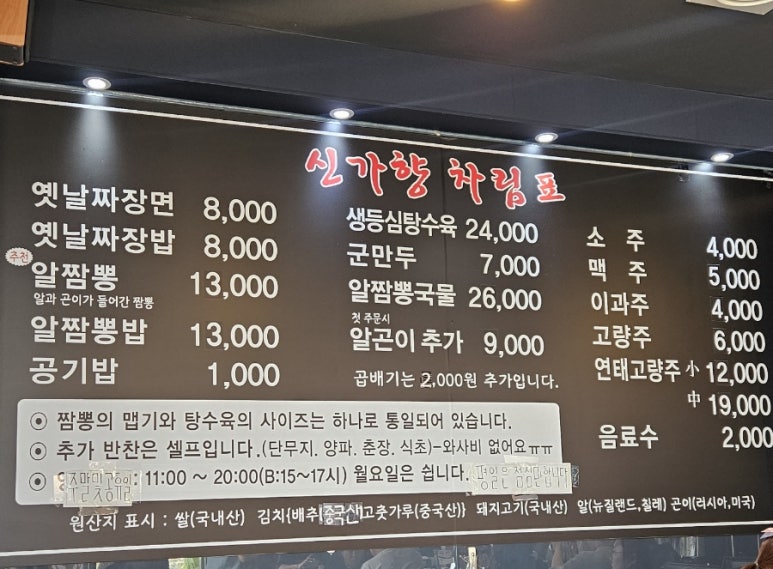 신가향 차림표
옛날짜장면 8,000
옛날짜장밥 8,000
추천
알짬뽕 13,000
알과 곤이가 들어간 짬뽕
알짬뽕밥 13,000
공기밥 1,000
생등심탕수육 24,000
군만두 7,000
알짬뽕국물 26,000
첫 주문시
알곤이 추가 9,000
곱배기는 2,000원 추가입니다.
소 주 4,000
맥 주 5,000
이과주 4,000
고량주 6,000
연태고량주 小 12,000
中 19,000
음료수 2,000
⊙ 짬뽕의 맵기와 탕수육의 사이즈는 하나로 통일되어 있습니다.
⊙ 추가 반찬은 셀프입니다.(단무지. 양파. 춘장. 식초)-와사비 없어요ㅠㅠ
⊙ : 11:00 ~ 20:00(B:15~17시) 월요일은 쉽니다.
원산지 표시 : 쌀(국내산) 김치{배추(중국산)고춧가루(중국산)} 돼지고기(국내산) 알(뉴질랜드,칠레) 곤이(러시아,미국)